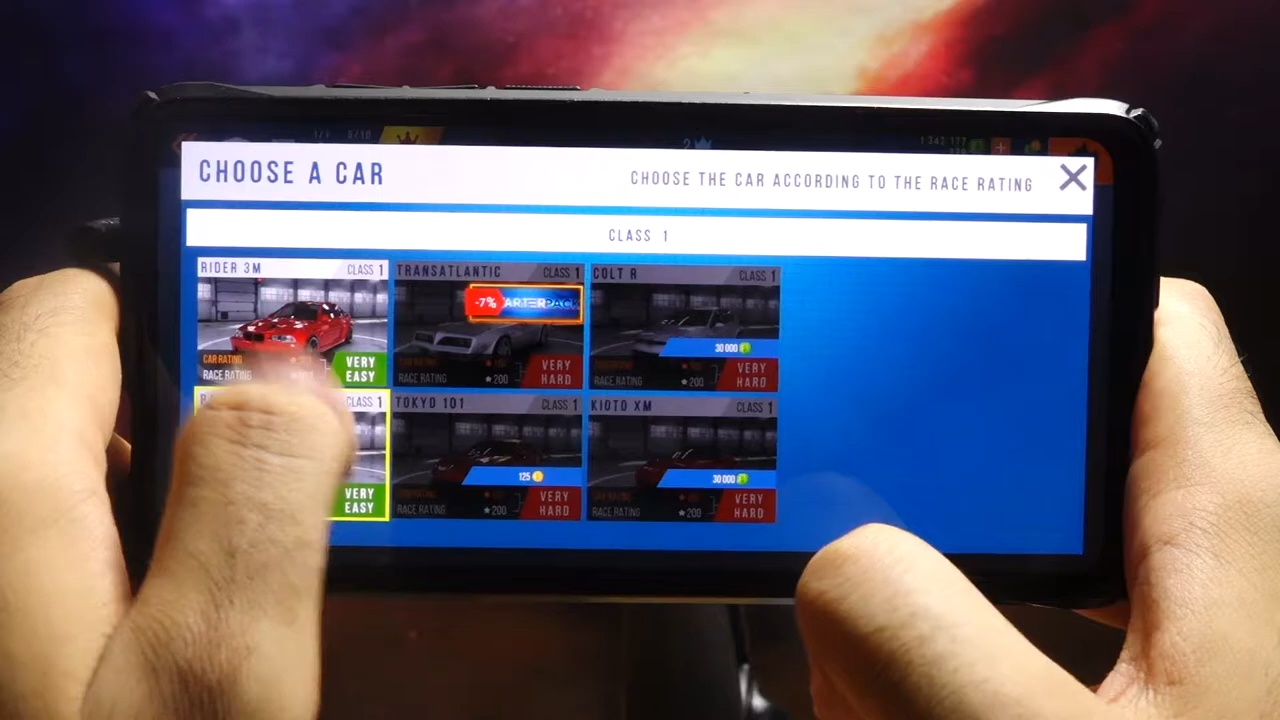 CHOOSE A CAR
CHOOSE THE CAR ACCORDING TO THE RACE RATING
CLASS 1
RIDER 3M CLASS 1
CAR RATING
RACE RATING
VERY EASY
TRANSATLANTIC CLASS 1
-7% ARTERPACK
RACE RATING 200
VERY HARD
COLT R CLASS 1
30 000
RACE RATING 200
VERY HARD
CLASS 1
VERY EASY
TOKYO 101 CLASS 1
125
RACE RATING 200
VERY HARD
KIOTO XM CLASS 1
30 000
RACE RATING 200
VERY HARD